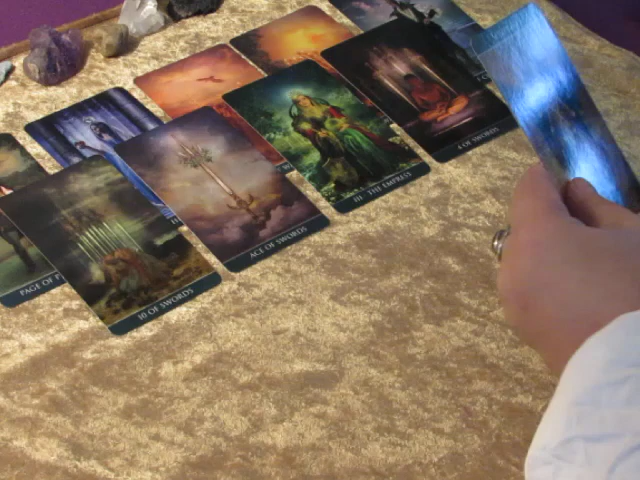 PAGE OF
10 OF SWORDS
ACE OF SWORDS
III THE EMPRESS
4 OF SWORDS